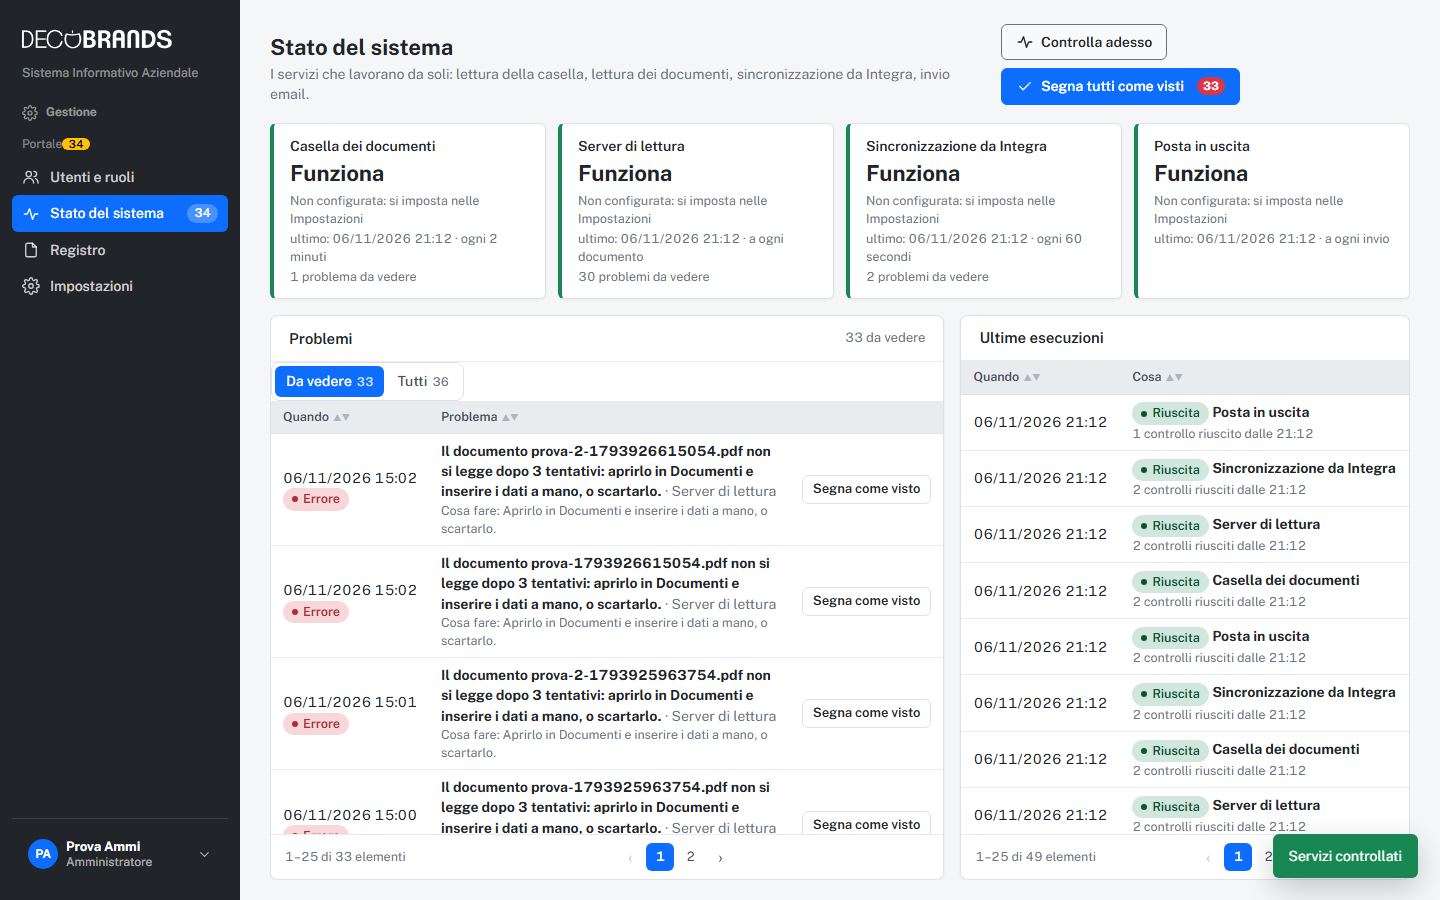 DECOBRANDS
Sistema Informativo Aziendale
Gestione
Portale 34
Utenti e ruoli
Stato del sistema 34
Registro
Impostazioni
PA
Prova Ammi
Amministratore
Stato del sistema
I servizi che lavorano da soli: lettura della casella, lettura dei documenti, sincronizzazione da Integra, invio
email.
Controlla adesso
Segna tutti come visti 33
Casella dei documenti
Funziona
Non configurata: si imposta nelle
Impostazioni
ultimo: 06/11/2026 21:12 · ogni 2
minuti
1 problema da vedere
Server di lettura
Funziona
Non configurata: si imposta nelle
Impostazioni
ultimo: 06/11/2026 21:12 · a ogni
documento
30 problemi da vedere
Sincronizzazione da Integra
Funziona
Non configurata: si imposta nelle
Impostazioni
ultimo: 06/11/2026 21:12 · ogni 60
secondi
2 problemi da vedere
Posta in uscita
Funziona
Non configurata: si imposta nelle
Impostazioni
ultimo: 06/11/2026 21:12 · a ogni invio
Problemi
33 da vedere
Da vedere 33
Tutti 36
Quando
Problema
06/11/2026 15:02
Errore
Il documento prova-2-1793926615054.pdf non
si legge dopo 3 tentativi: aprirlo in Documenti e
inserire i dati a mano, o scartarlo. · Server di lettura
Cosa fare: Aprirlo in Documenti e inserire i dati a mano, o
scartarlo.
Segna come visto
06/11/2026 15:02
Errore
Il documento prova-1793926615054.pdf non si
legge dopo 3 tentativi: aprirlo in Documenti e
inserire i dati a mano, o scartarlo. · Server di lettura
Cosa fare: Aprirlo in Documenti e inserire i dati a mano, o
scartarlo.
Segna come visto
06/11/2026 15:01
Errore
Il documento prova-2-1793925963754.pdf non
si legge dopo 3 tentativi: aprirlo in Documenti e
inserire i dati a mano, o scartarlo. · Server di lettura
Cosa fare: Aprirlo in Documenti e inserire i dati a mano, o
scartarlo.
Segna come visto
06/11/2026 15:00
Errore
Il documento prova-1793925963754.pdf non si
legge dopo 3 tentativi: aprirlo in Documenti e
inserire i dati a mano, o scartarlo. · Server di lettura
Segna come visto
1–25 di 33 elementi
‹ 1 2 ›
Ultime esecuzioni
Quando
Cosa
06/11/2026 21:12
Riuscita Posta in uscita
1 controllo riuscito dalle 21:12
06/11/2026 21:12
Riuscita Sincronizzazione da Integra
2 controlli riusciti dalle 21:12
06/11/2026 21:12
Riuscita Server di lettura
2 controlli riusciti dalle 21:12
06/11/2026 21:12
Riuscita Casella dei documenti
2 controlli riusciti dalle 21:12
06/11/2026 21:12
Riuscita Posta in uscita
2 controlli riusciti dalle 21:12
06/11/2026 21:12
Riuscita Sincronizzazione da Integra
2 controlli riusciti dalle 21:12
06/11/2026 21:12
Riuscita Casella dei documenti
2 controlli riusciti dalle 21:12
06/11/2026 21:12
Riuscita Server di lettura
2 controlli riusciti dalle 21:12
1–25 di 49 elementi
‹ 1 2
Servizi controllati